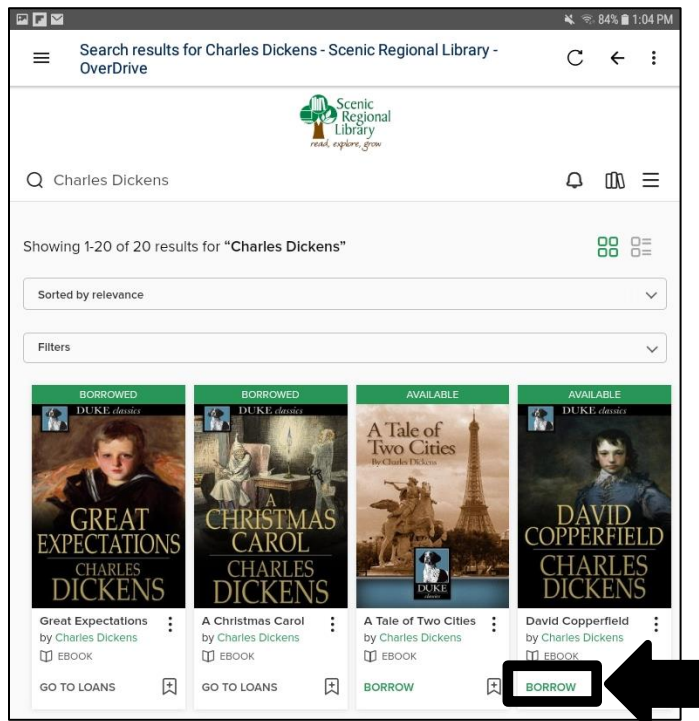 84% 1:04 PM
Search results for Charles Dickens - Scenic Regional Library -
OverDrive
Scenic
Regional
Library
read, explore, grow
Charles Dickens
Showing 1-20 of 20 results for "Charles Dickens"
Sorted by relevance
Filters
BORROWED
DUKE classics
GREAT
EXPECTATIONS
CHARLES
DICKENS
Great Expectations
by Charles Dickens
EBOOK
GO TO LOANS
BORROWED
DUKE classics
A
CHRISTMAS
CAROL
CHARLES
DICKENS
A Christmas Carol
by Charles Dickens
EBOOK
GO TO LOANS
AVAILABLE
A Tale of
Two Cities
By Charles Dickens
DUKE
classics
A Tale of Two Cities
by Charles Dickens
EBOOK
BORROW
AVAILABLE
DUKE classics
DAVID
COPPERFIELD
CHARLES
DICKENS
David Copperfield
by Charles Dickens
EBOOK
BORROW